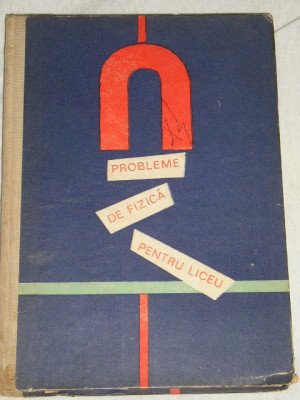 PROBLEME
DE FIZICĂ
PENTRU LICEU